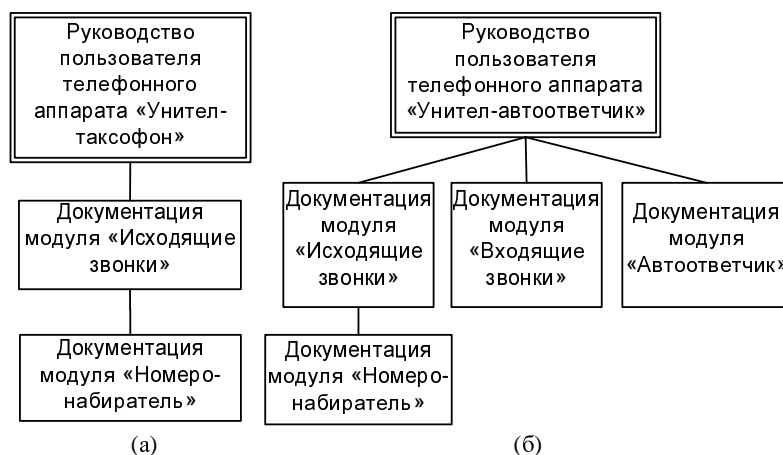 Руководство
пользователя
телефонного
аппарата «Унител-
таксофон»
Документация
модуля «Исходящие
звонки»
Документация
модуля «Номеро-
набиратель»
(а)
Руководство
пользователя
телефонного аппарата
«Унител-автоответчик»
Документация
модуля
«Исходящие
звонки»
Документация
модуля
«Входящие
звонки»
Документация
модуля
«Автоответчик»
Документация
модуля «Номеро-
набиратель»
(б)